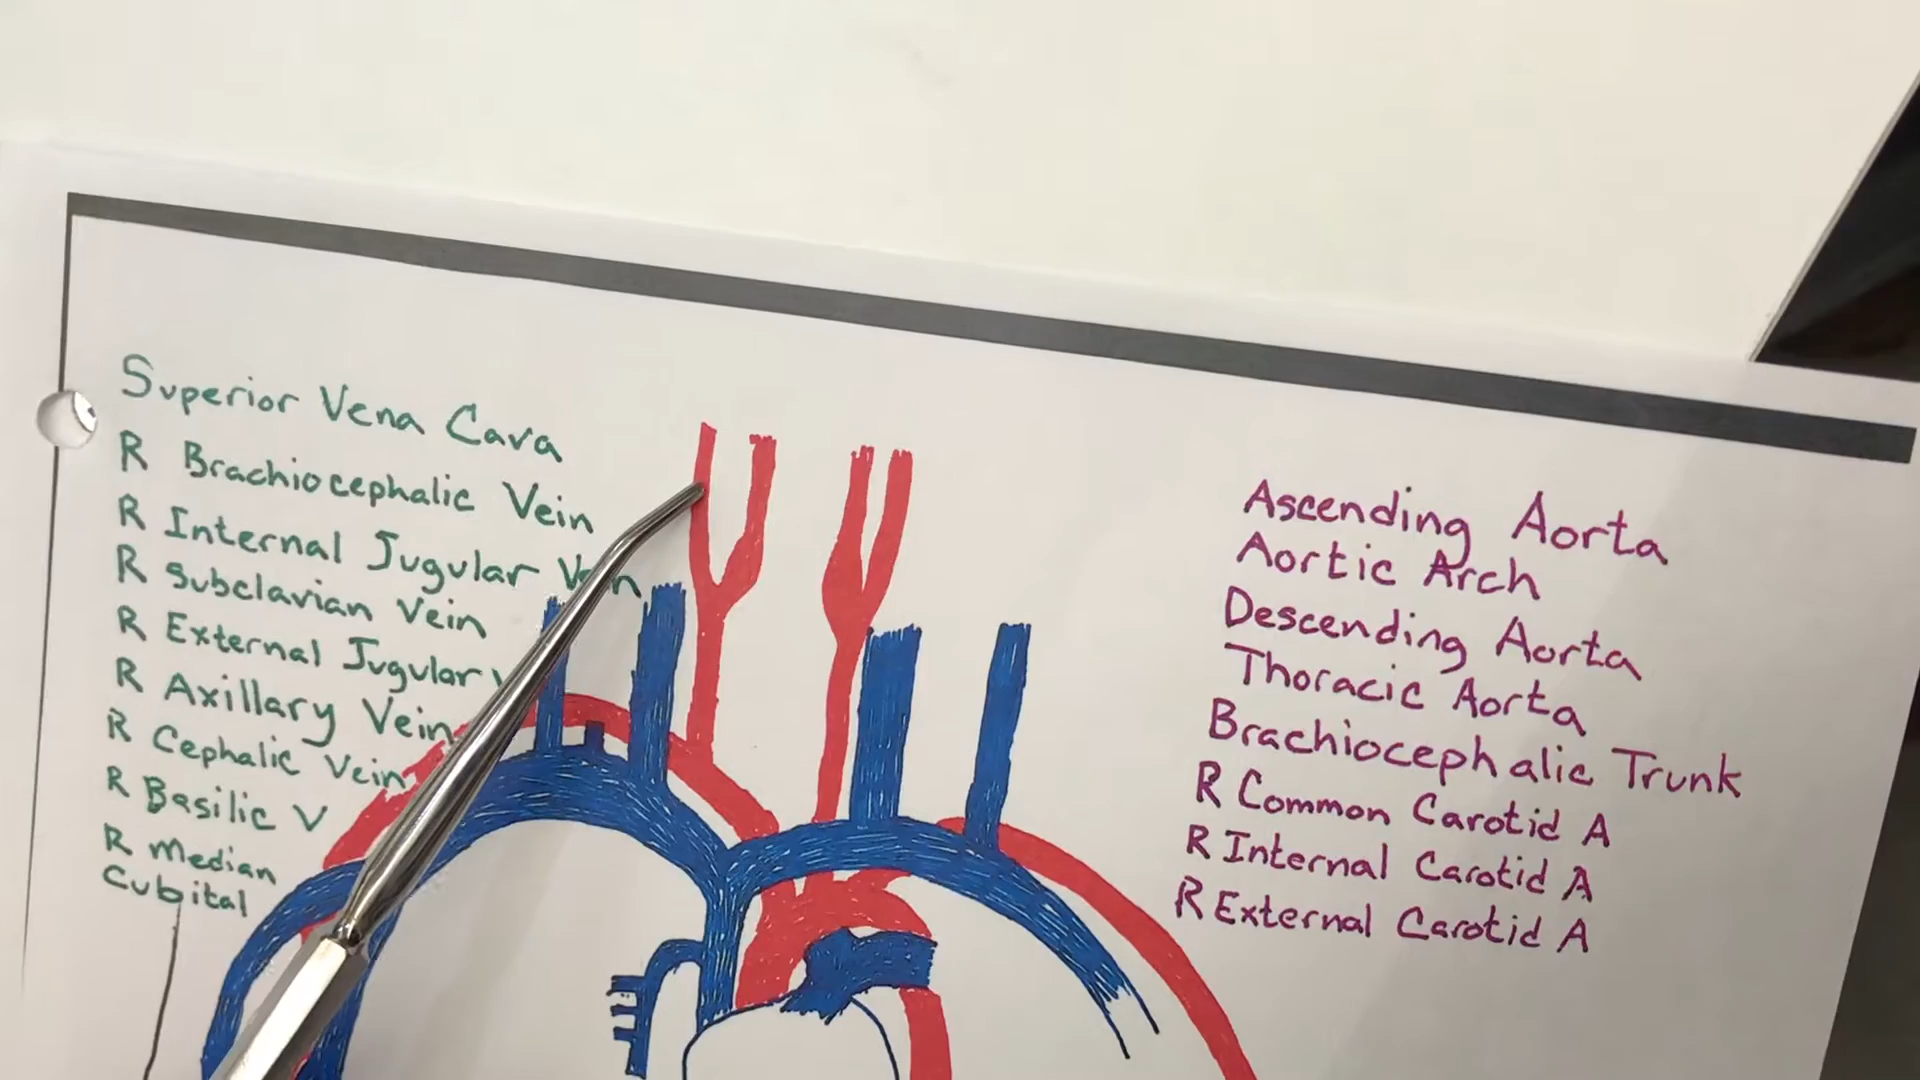 Superior Vena Cava
R Brachiocephalic Vein
R Internal Jugular Vein
R subclavian Vein
R External Jugular
R Axillary Vein
R Cephalic Vein
R Basilic V
R Median
Cubital
Ascending Aorta
Aortic Arch
Descending Aorta
Thoracic Aorta
Brachiocephalic Trunk
R Common Carotid A
R Internal Carotid A
R External Carotid A